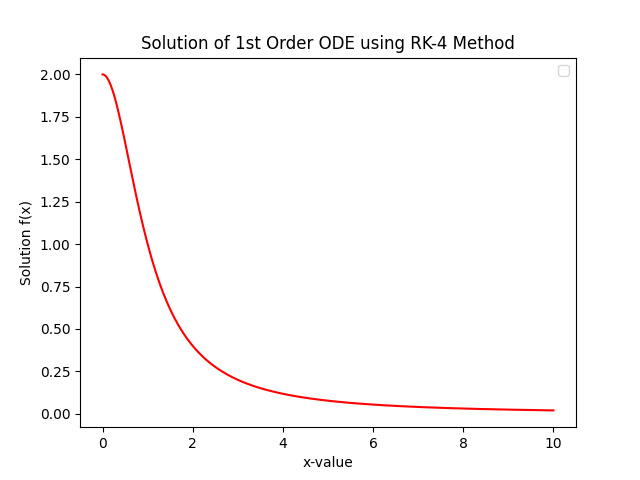 Solution of 1st Order ODE using RK-4 Method
2.00
1.75
1.50
1.25
1.00
0.75
0.50
0.25
0.00
Solution f(x)
0 2 4 6 8 10
x-value